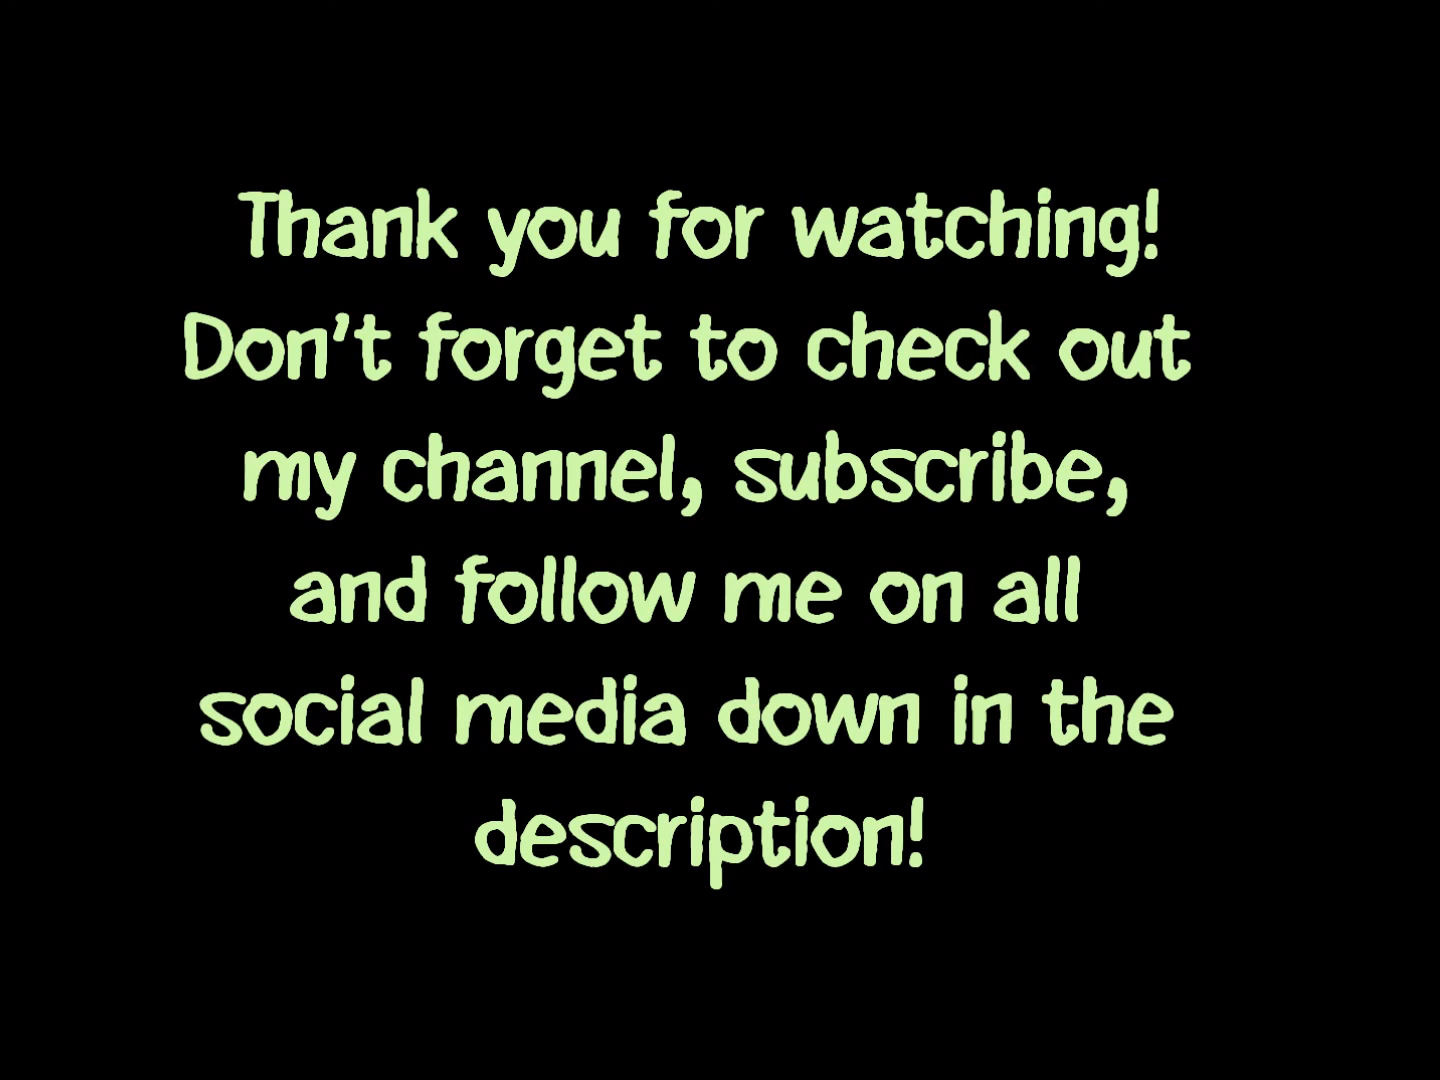 Thank you for watching!
Don't forget to check out
my channel, subscribe,
and follow me on all
social media down in the
description!